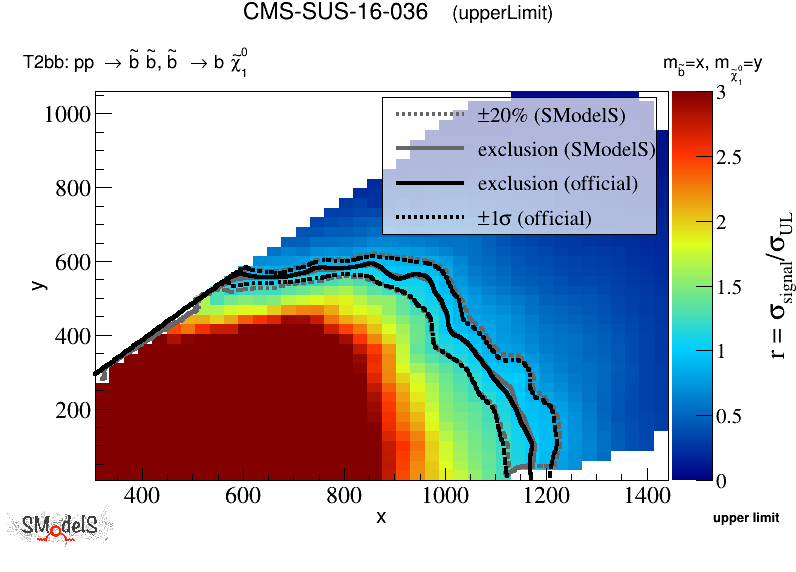 CMS-SUS-16-036 (upperLimit)
T2bb: pp → b̃ b̃, b̃ → b χ̃⁰₁
m_b̃=x, m_χ̃⁰₁=y
±20% (SModelS)
exclusion (SModelS)
exclusion (official)
±1σ (official)
1000
800
600
400
200
y
400 600 800 1000 1200 1400
x
3
2.5
2
1.5
1
0.5
0
r = σ_signal/σ_UL
SModelS
upper limit